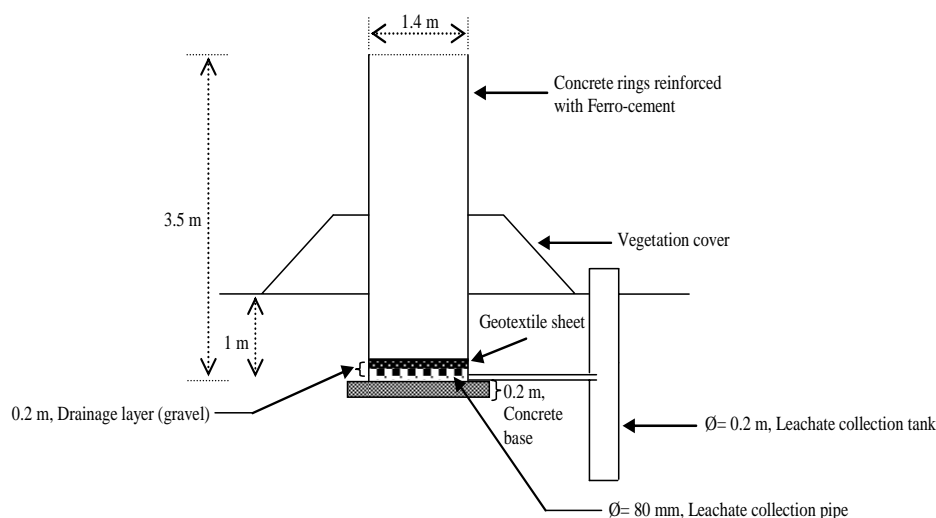 1.4 m
Concrete rings reinforced
with Ferro-cement
3.5 m
Vegetation cover
Geotextile sheet
1 m
0.2 m, Drainage layer (gravel)
0.2 m,
Concrete
base
Ø= 0.2 m, Leachate collection tank
Ø= 80 mm, Leachate collection pipe